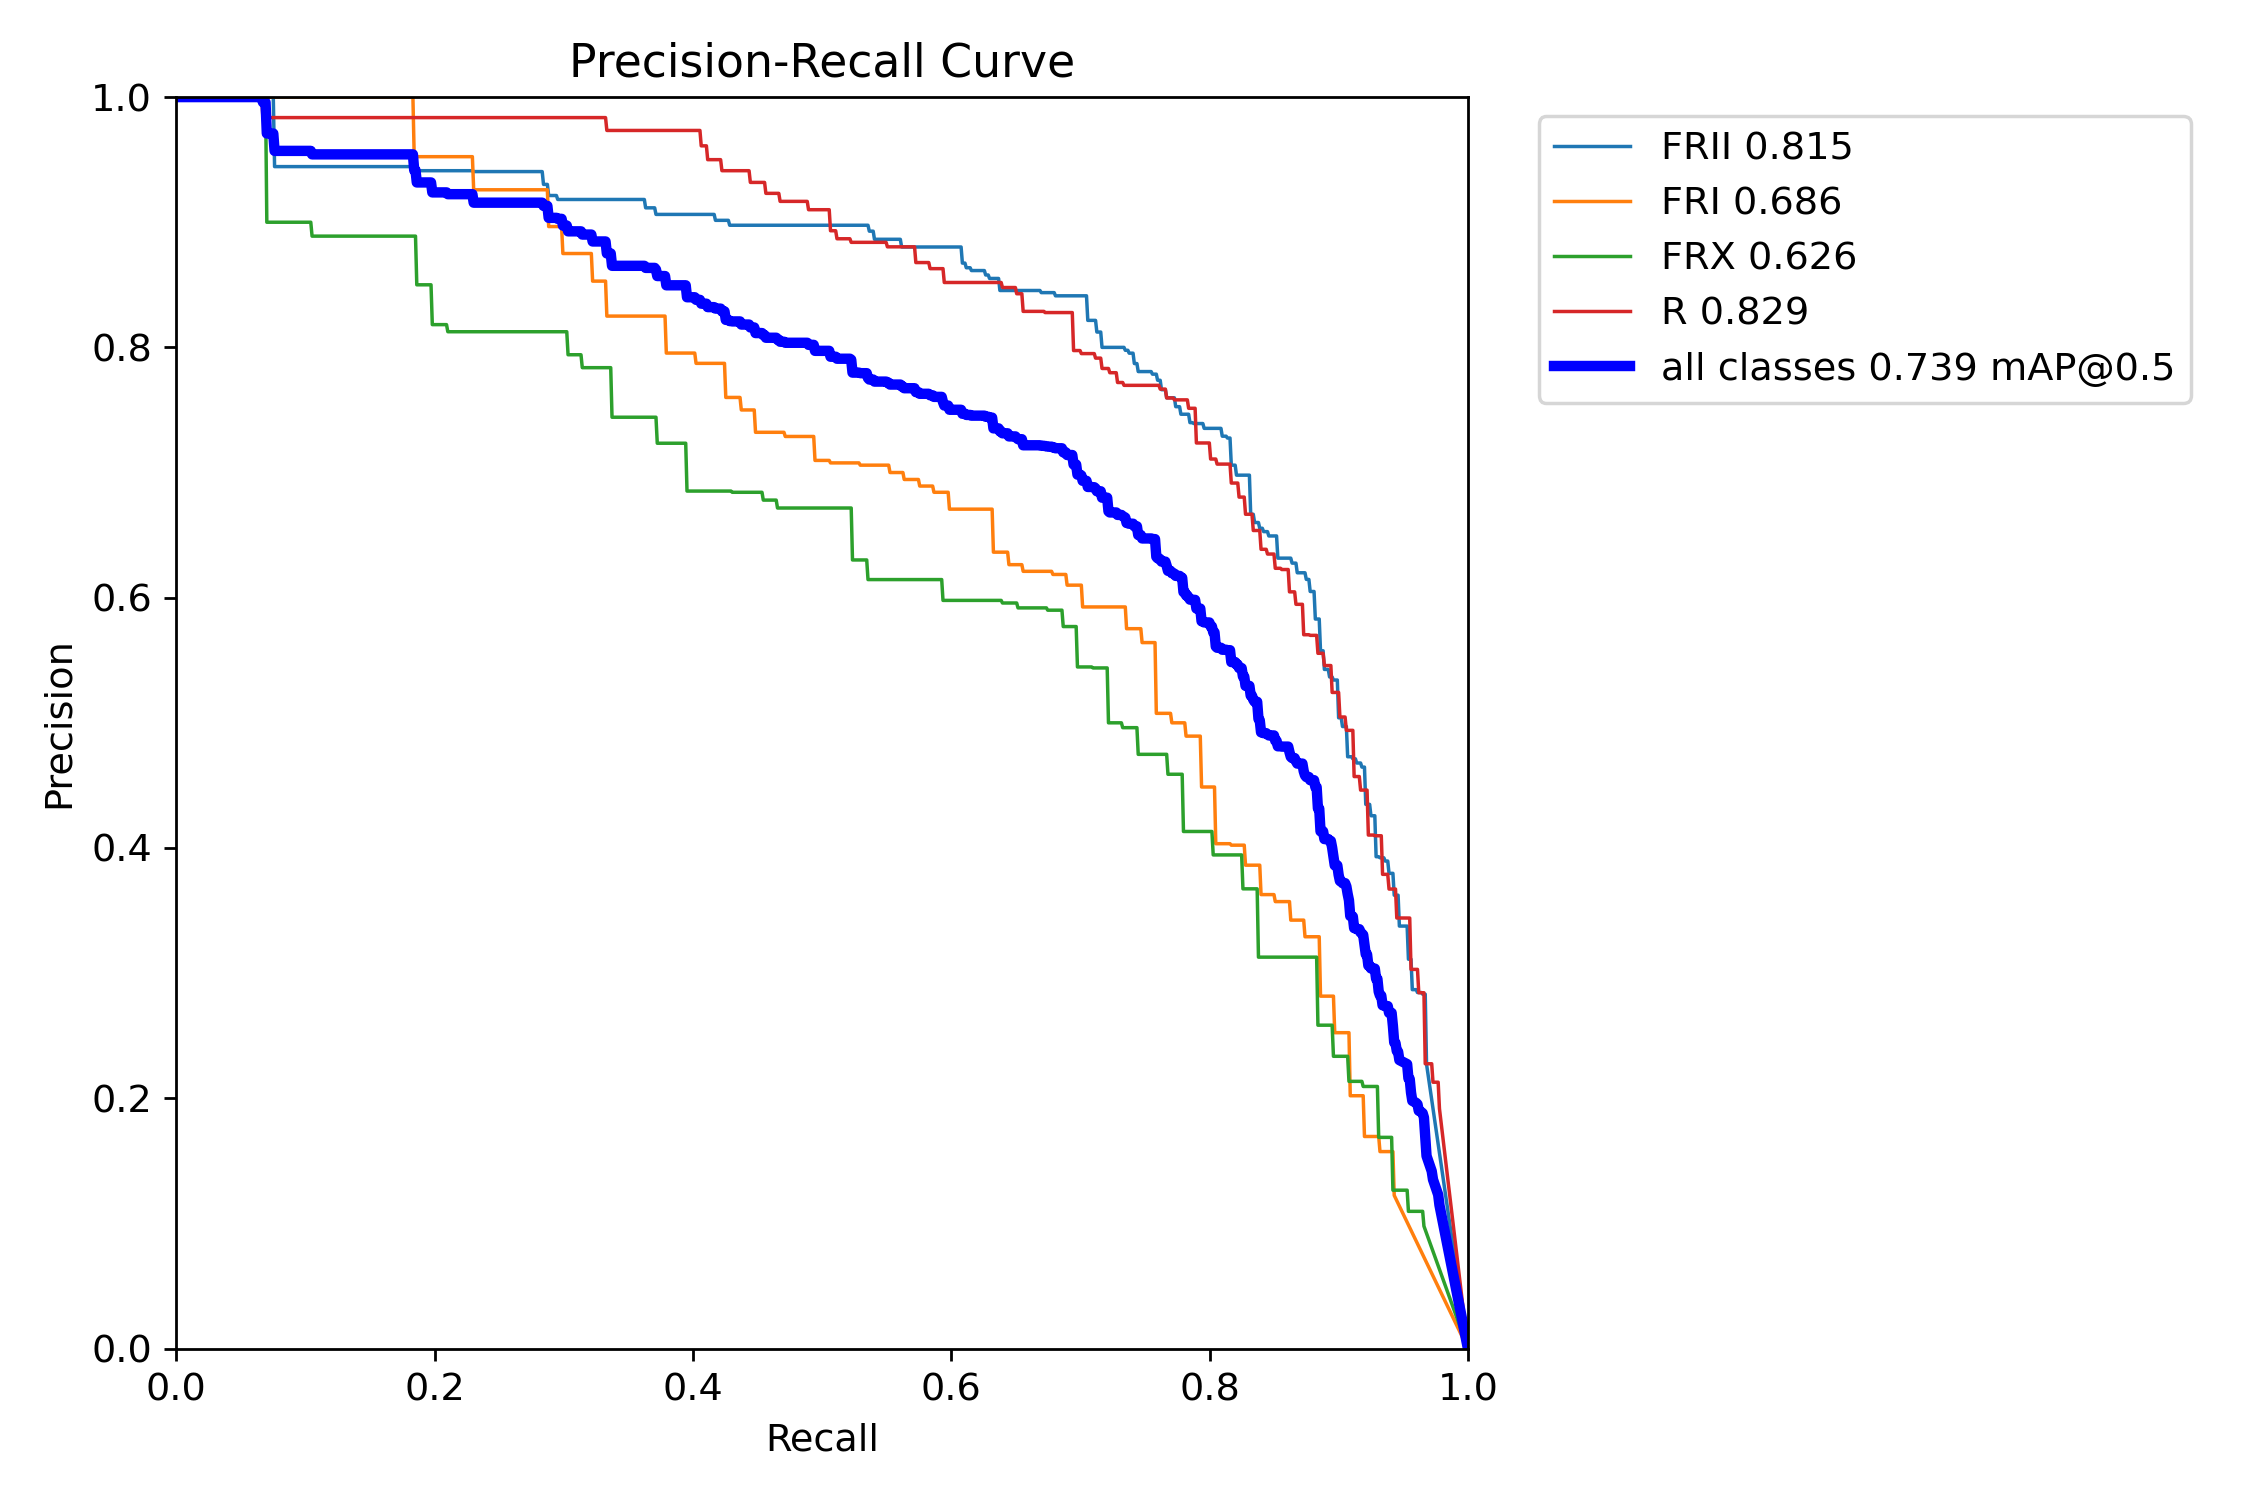 Precision-Recall Curve
1.0
0.8
0.6
0.4
0.2
0.0
Precision
0.0 0.2 0.4 0.6 0.8 1.0
Recall
FRII 0.815
FRI 0.686
FRX 0.626
R 0.829
all classes 0.739 mAP@0.5